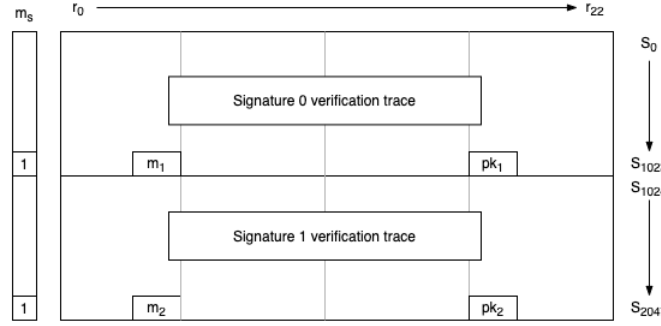 mₛ r₀ r₂₂
S₀
Signature 0 verification trace
1 m₁ pk₁ S₁₀₂
S₁₀₂
Signature 1 verification trace
1 m₂ pk₂ S₂₀₄